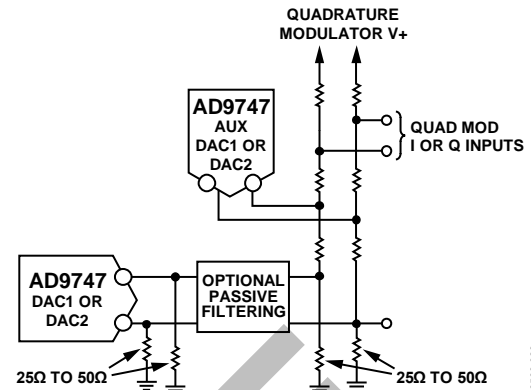 QUADRATURE
MODULATOR V+
AD9747
AUX
DAC1 OR
DAC2
QUAD MOD
I OR Q INPUTS
AD9747
DAC1 OR
DAC2
OPTIONAL
PASSIVE
FILTERING
25Ω TO 50Ω
25Ω TO 50Ω